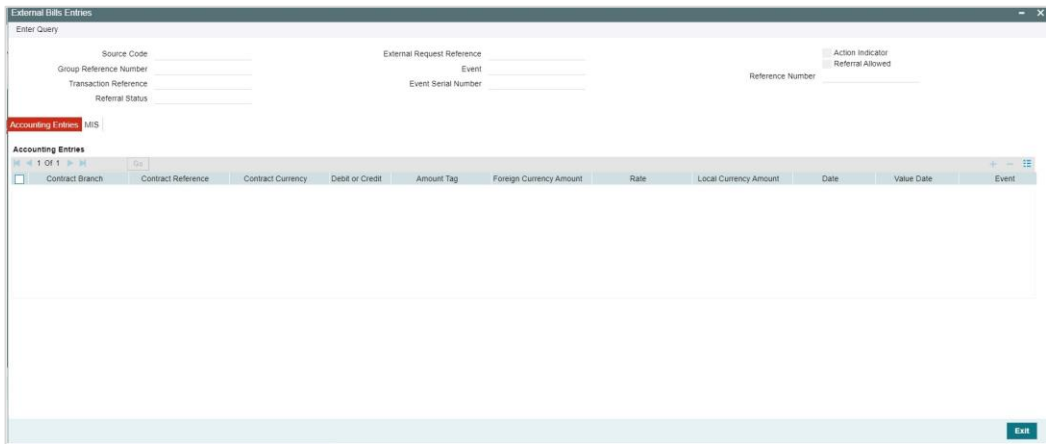 External Bills Entries
Enter Query
Source Code
Group Reference Number
Transaction Reference
Referral Status
External Request Reference
Event
Event Serial Number
Action Indicator
Referral Allowed
Reference Number
Accounting Entries MIS
Accounting Entries
1 Of 1 Go
Contract Branch Contract Reference Contract Currency Debit or Credit Amount Tag Foreign Currency Amount Rate Local Currency Amount Date Value Date Event
Exit